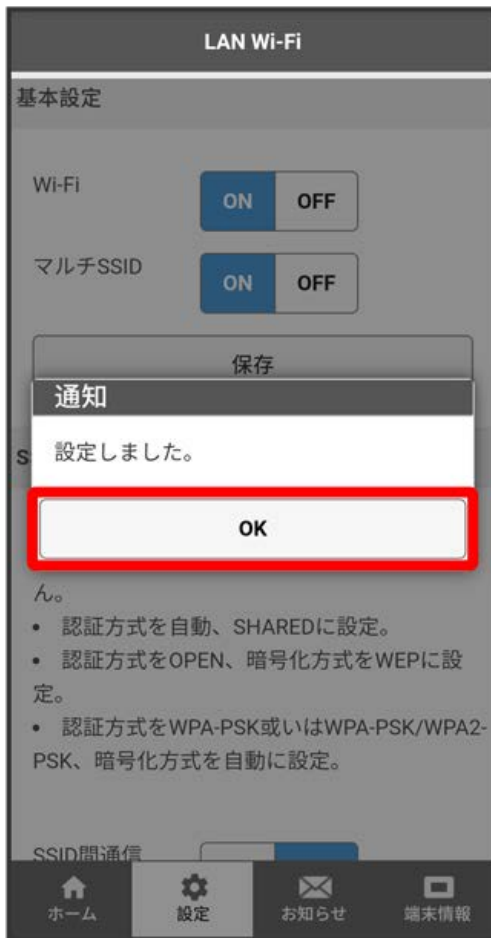 LAN Wi-Fi
基本設定
Wi-Fi
ON
OFF
マルチSSID
ON
OFF
保存
通知
設定しました。
S
OK
ん。
• 認証方式を自動、SHAREDに設定。
• 認証方式をOPEN、暗号化方式をWEPに設
定。
• 認証方式をWPA-PSK或いはWPA-PSK/WPA2-
PSK、暗号化方式を自動に設定。
SSID間通信
ホーム
設定
お知らせ
端末情報